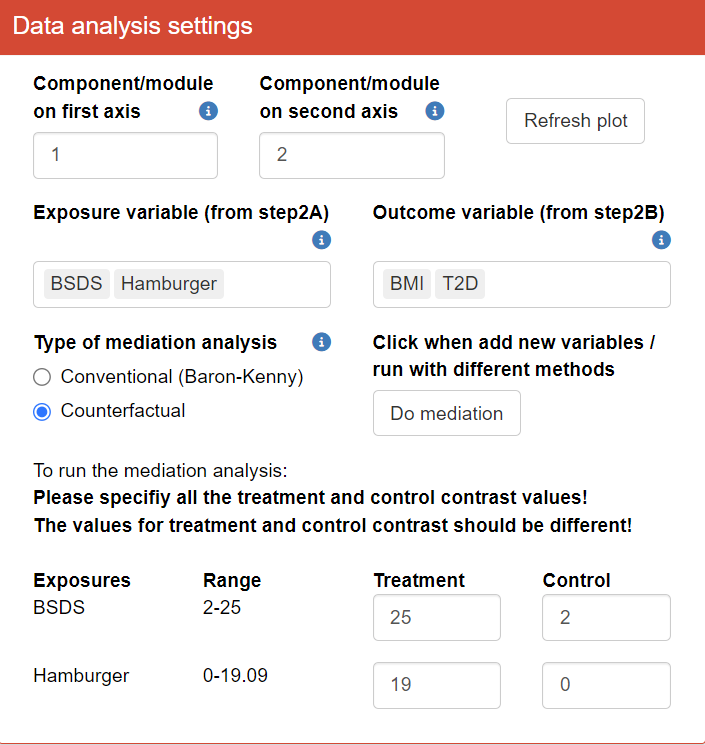 Data analysis settings
Component/module on first axis
Component/module on second axis
Refresh plot
1
2
Exposure variable (from step2A)
Outcome variable (from step2B)
BSDS Hamburger
BMI T2D
Type of mediation analysis
Click when add new variables /
run with different methods
Conventional (Baron-Kenny)
Counterfactual
Do mediation
To run the mediation analysis:
Please specifiy all the treatment and control contrast values!
The values for treatment and control contrast should be different!
Exposures Range Treatment Control
BSDS 2-25 25 2
Hamburger 0-19.09 19 0